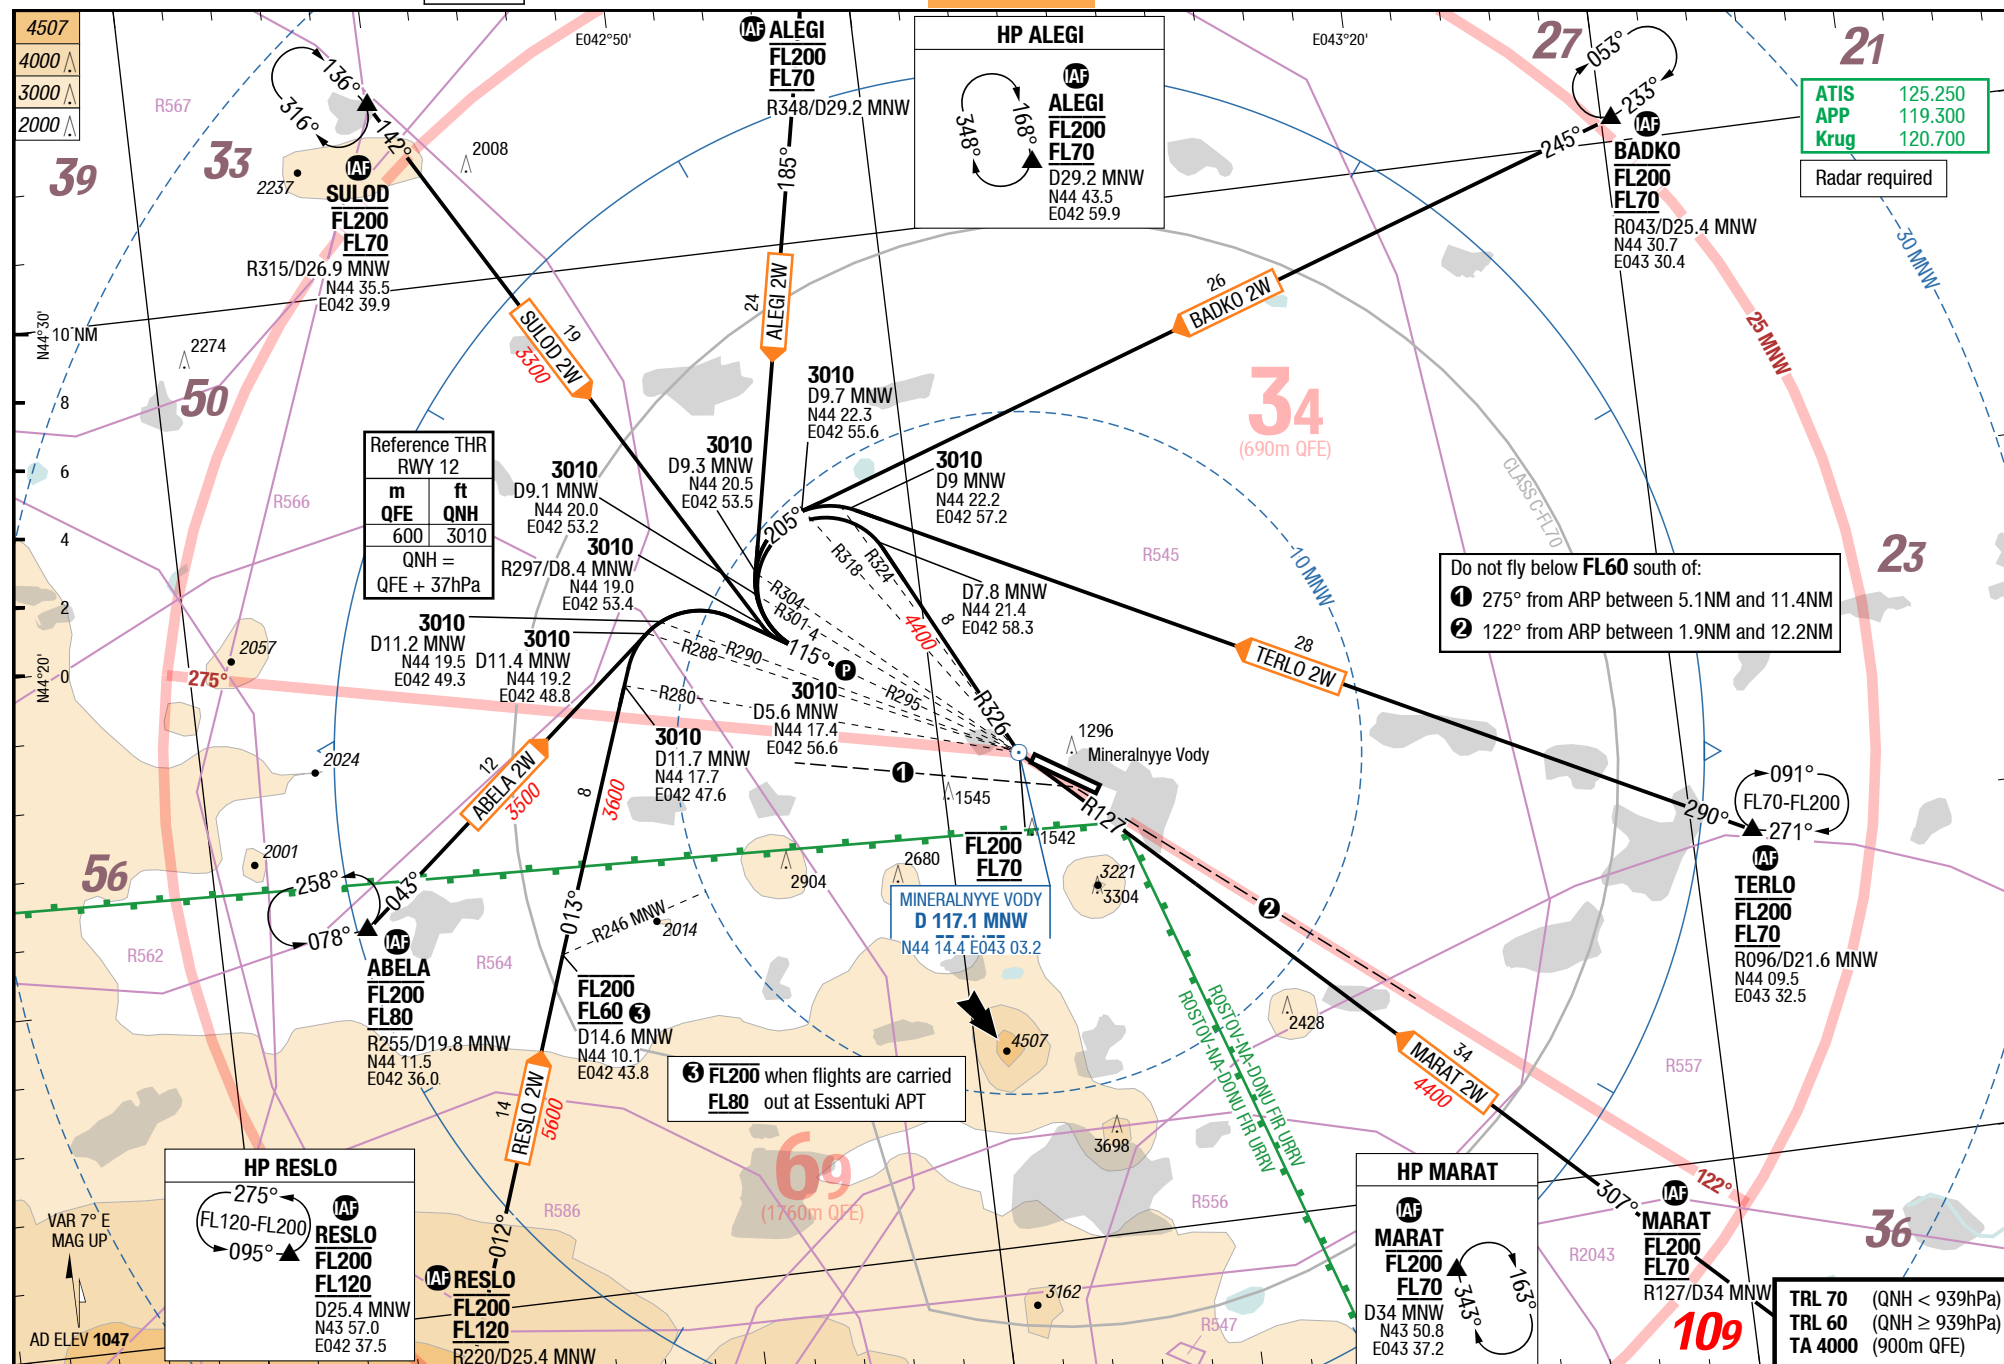 4507
4000
3000
2000
39
33
R567
2237
136°
316°
142°
IAF
SULOD
FL200
FL70
R315/D26.9 MNW
N44 35.5
E042 39.9
2008
E042°50'
IAF ALEGI
FL200
FL70
R348/D29.2 MNW
185°
HP ALEGI
348°
168°
IAF
ALEGI
FL200
FL70
D29.2 MNW
N44 43.5
E042 59.9
E043°20'
27
21
053°
233°
245°
IAF
BADKO
FL200
FL70
R043/D25.4 MNW
N44 30.7
E043 30.4
ATIS 125.250
APP 119.300
Krug 120.700
Radar required
30 MNW
25 MNW
N44°30'
10 NM
8
6
4
2
0
N44°20'
2274
50
19
SULOD 2W
3300
24
ALEGI 2W
26
BADKO 2W
34
(690m QFE)
CLASS C-FL70
Reference THR
RWY 12
m ft
QFE QNH
600 3010
QNH =
QFE + 37hPa
R566
3010
D9.1 MNW
N44 20.0
E042 53.2
3010
D9.3 MNW
N44 20.5
E042 53.5
3010
D9.7 MNW
N44 22.3
E042 55.6
3010
D9 MNW
N44 22.2
E042 57.2
3010
R297/D8.4 MNW
N44 19.0
E042 53.4
205°
R318
R324
D7.8 MNW
N44 21.4
E042 58.3
8
4400
R304
R301
4
R545
10 MNW
23
Do not fly below FL60 south of:
1 275° from ARP between 5.1NM and 11.4NM
2 122° from ARP between 1.9NM and 12.2NM
28
TERLO 2W
3010
D11.2 MNW
N44 19.5
E042 49.3
3010
D11.4 MNW
N44 19.2
E042 48.8
R288
R290
115°
P
R280
R295
R326
3010
D5.6 MNW
N44 17.4
E042 56.6
3010
D11.7 MNW
N44 17.7
E042 47.6
2057
275°
2024
2001
56
12
ABELA 2W
3500
8
3600
1
1296
Mineralnyye Vody
1545
1542
R127
FL200
FL70
MINERALNYYE VODY
D 117.1 MNW
N44 14.4 E043 03.2
2904
2680
3221
3304
2
290°
091°
FL70-FL200
271°
IAF
TERLO
FL200
FL70
R096/D21.6 MNW
N44 09.5
E043 32.5
258°
078°
043°
IAF
ABELA
FL200
FL80
R255/D19.8 MNW
N44 11.5
E042 36.0
R562
R564
013°
R246 MNW
2014
FL200
FL60 3
D14.6 MNW
N44 10.1
E042 43.8
3 FL200 when flights are carried
FL80 out at Essentuki APT
4507
ROSTOV-NA-DONU FIR URRV
ROSTOV-NA-DONU FIR URRV
2428
34
MARAT 2W
4400
R557
14
RESLO 2W
5600
69
(1760m QFE)
3698
R556
R586
012°
HP RESLO
275°
FL120-FL200
095°
IAF
RESLO
FL200
FL120
D25.4 MNW
N43 57.0
E042 37.5
VAR 7° E
MAG UP
AD ELEV 1047
IAF RESLO
FL200
FL120
R220/D25.4 MNW
3162
R547
HP MARAT
IAF
MARAT
FL200
FL70
D34 MNW
N43 50.8
E043 37.2
343°
163°
307°
122°
IAF
MARAT
FL200
FL70
R127/D34 MNW
R2043
36
109
TRL 70 (QNH < 939hPa)
TRL 60 (QNH ≥ 939hPa)
TA 4000 (900m QFE)